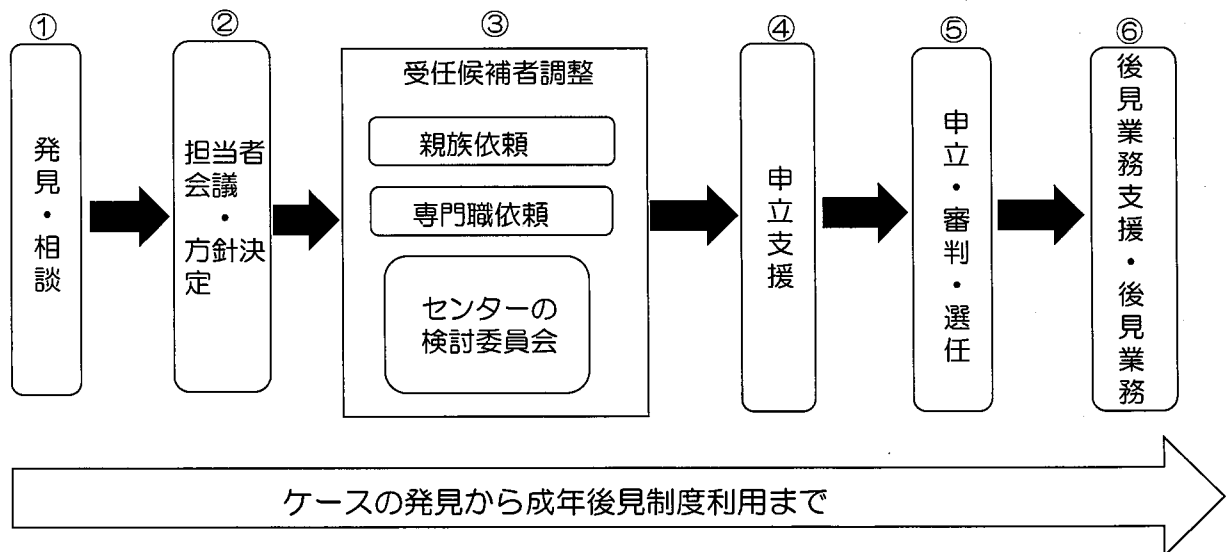 ①
発見・相談
②
担当者
会議
・
方針決
定
③
受任候補者調整
親族依頼
専門職依頼
センターの
検討委員会
④
申立支援
⑤
申立・審判・選任
⑥
後見業務支援・後見業務
ケースの発見から成年後見制度利用まで